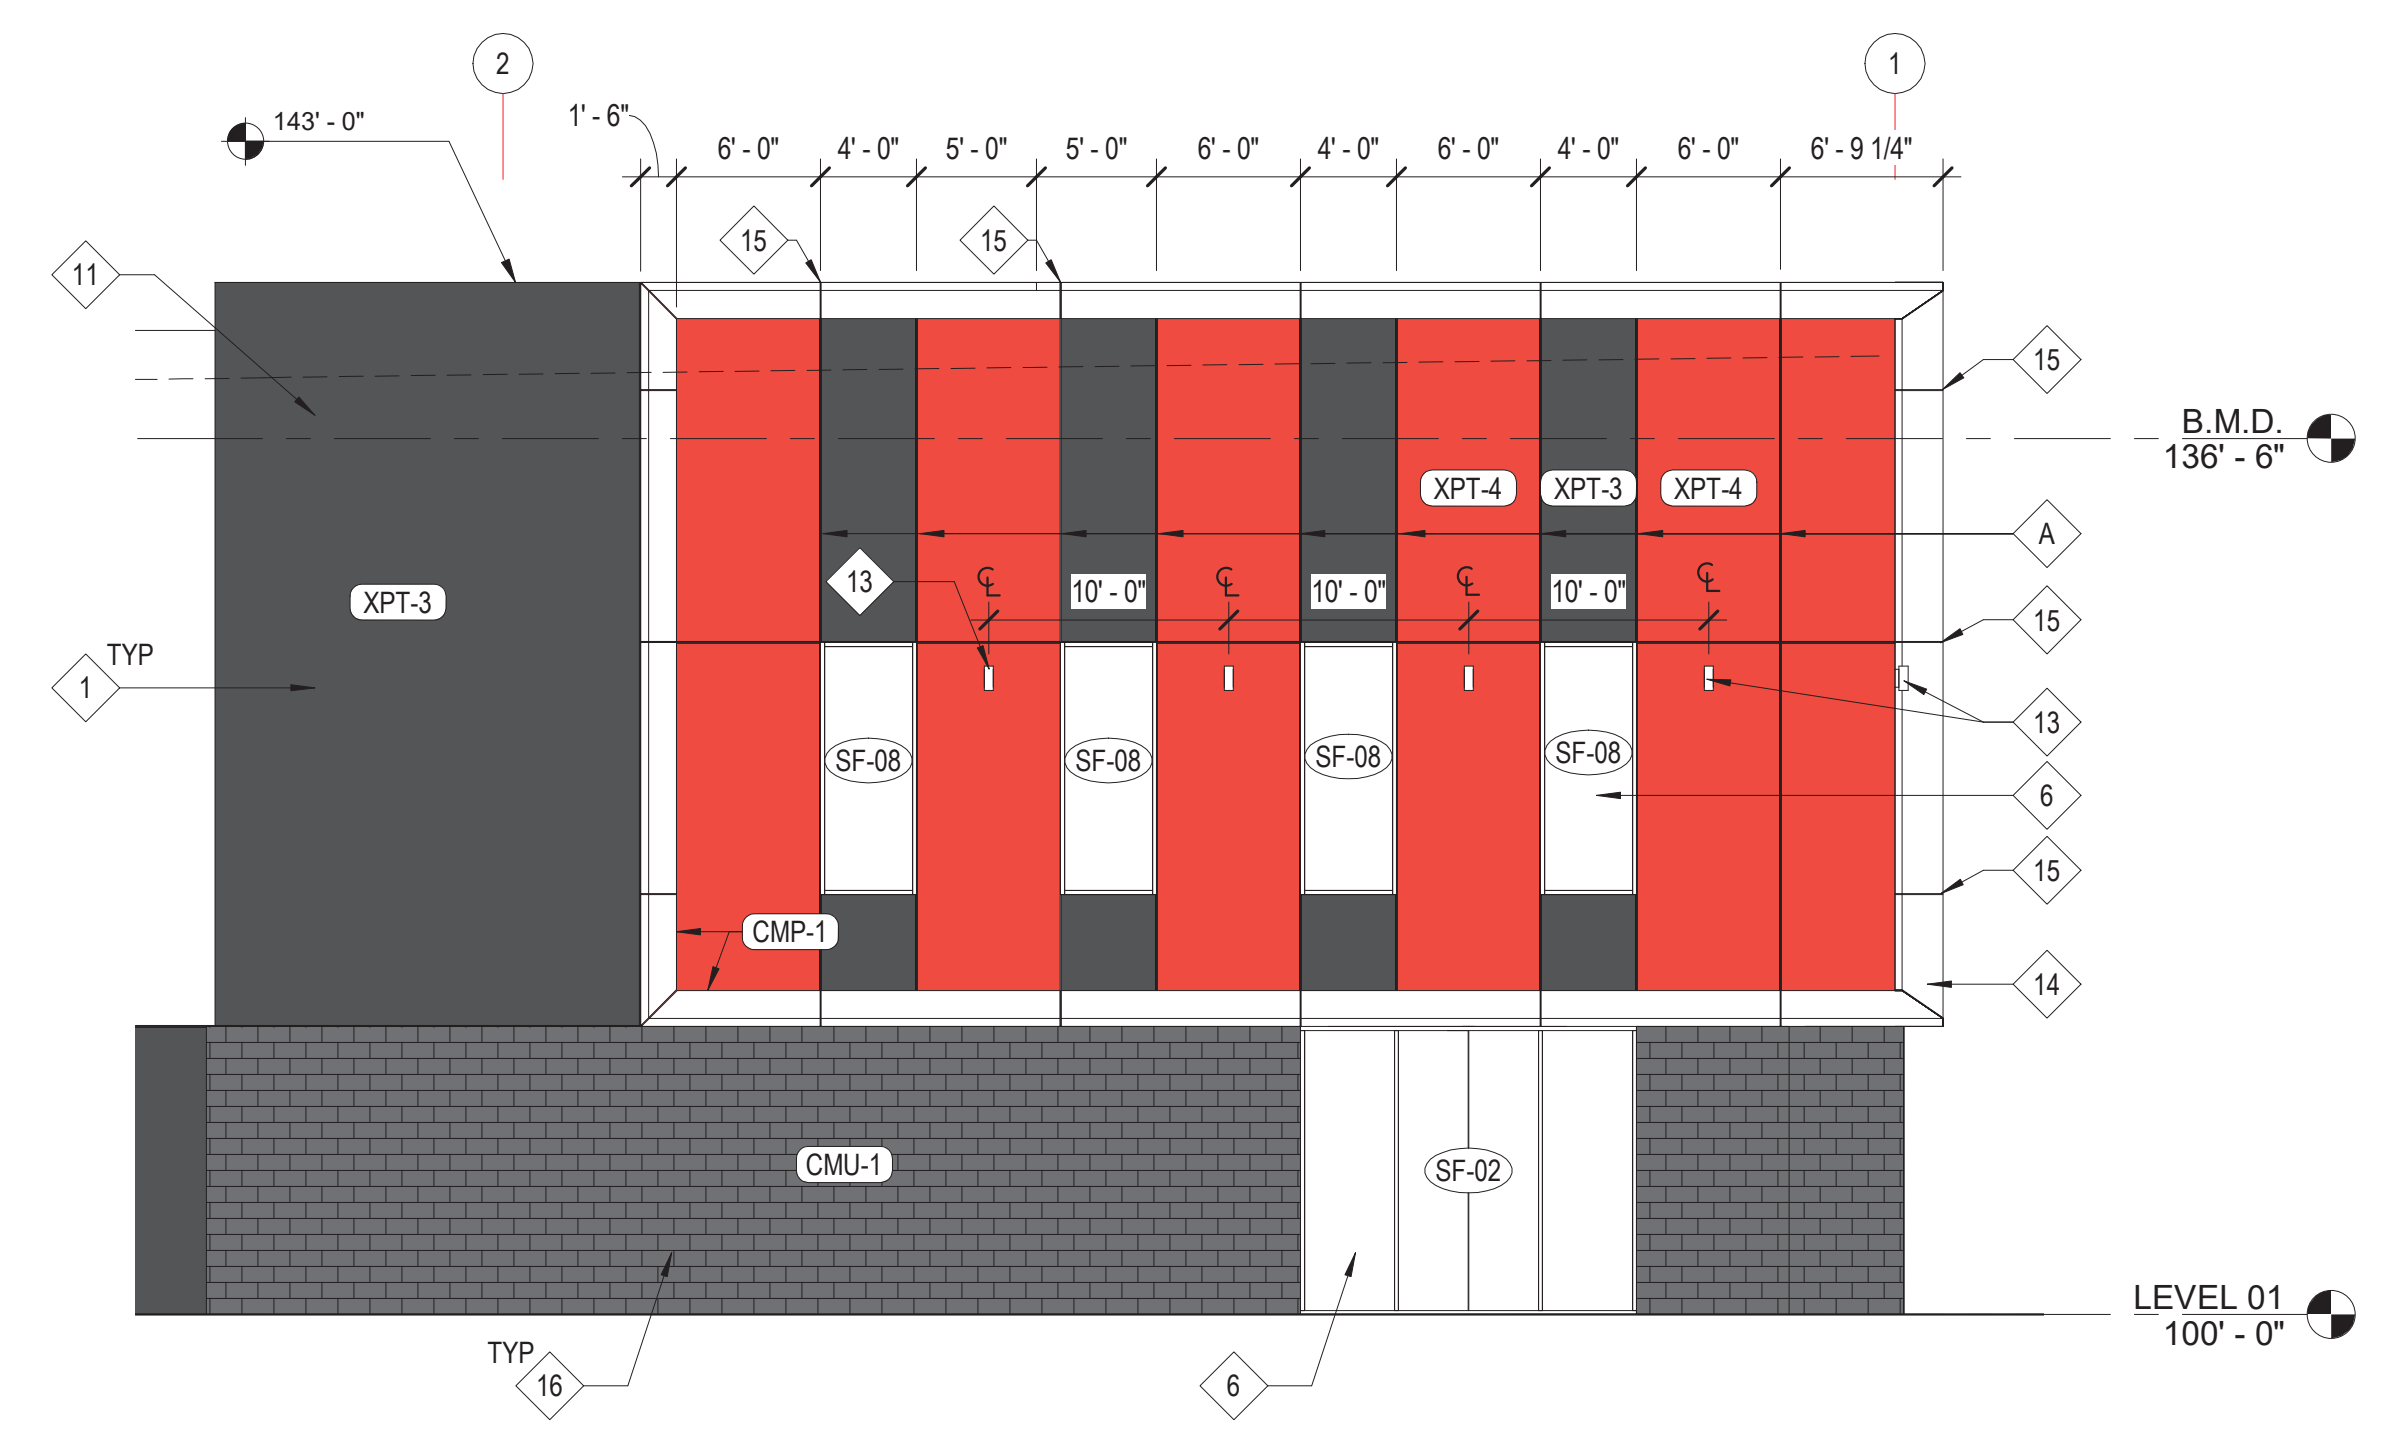 2
1
143' - 0"
1' - 6"
6' - 0"
4' - 0"
5' - 0"
5' - 0"
6' - 0"
4' - 0"
6' - 0"
4' - 0"
6' - 0"
6' - 9 1/4"
15
15
11
15
B.M.D.
136' - 6"
XPT-4
XPT-3
XPT-4
A
13
℄
℄
℄
℄
10' - 0"
10' - 0"
10' - 0"
XPT-3
15
TYP
1
13
SF-08
SF-08
SF-08
SF-08
6
15
CMP-1
14
CMU-1
SF-02
LEVEL 01
100' - 0"
TYP
16
6